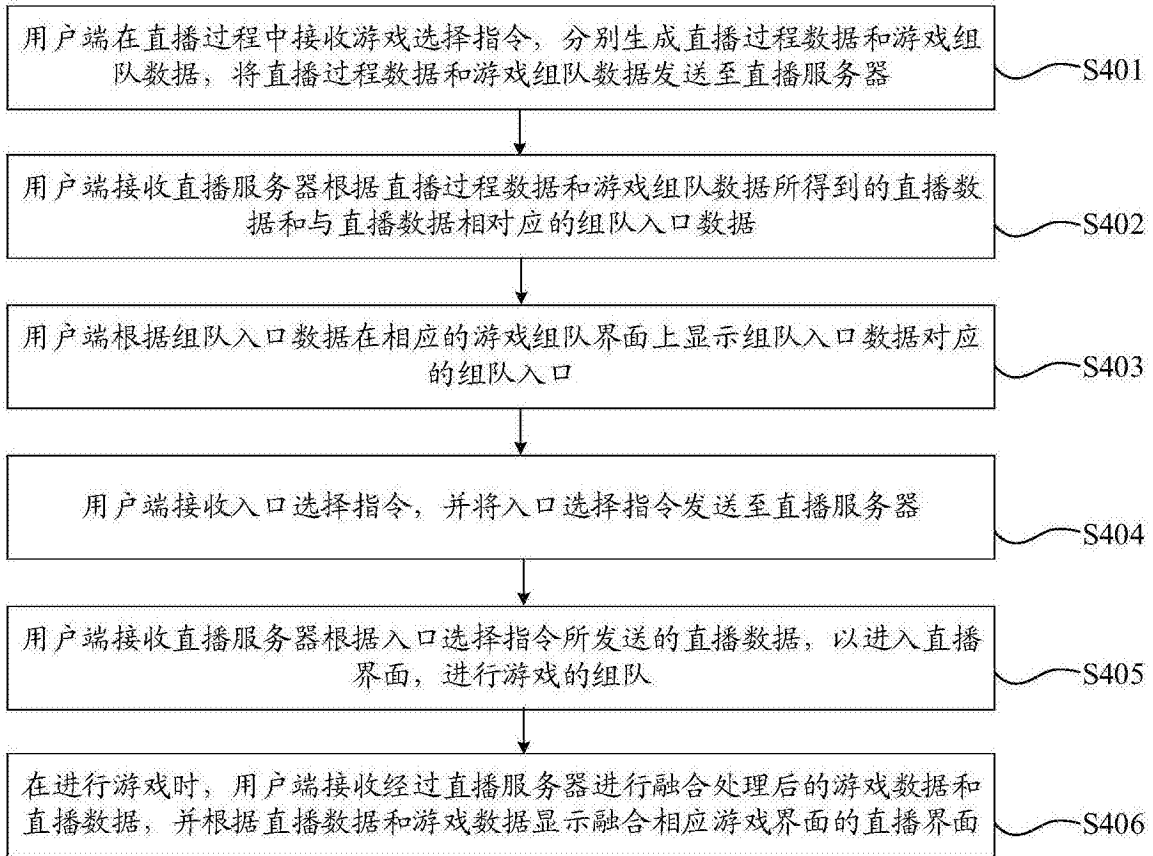 用户端在直播过程中接收游戏选择指令，分别生成直播过程数据和游戏组
队数据，将直播过程数据和游戏组队数据发送至直播服务器
S401
用户端接收直播服务器根据直播过程数据和游戏组队数据所得到的直播数
据和与直播数据相对应的组队入口数据
S402
用户端根据组队入口数据在相应的游戏组队界面上显示组队入口数据对应
的组队入口
S403
用户端接收入口选择指令，并将入口选择指令发送至直播服务器
S404
用户端接收直播服务器根据入口选择指令所发送的直播数据，以进入直播
界面，进行游戏的组队
S405
在进行游戏时，用户端接收经过直播服务器进行融合处理后的游戏数据和
直播数据，并根据直播数据和游戏数据显示融合相应游戏界面的直播界面
S406